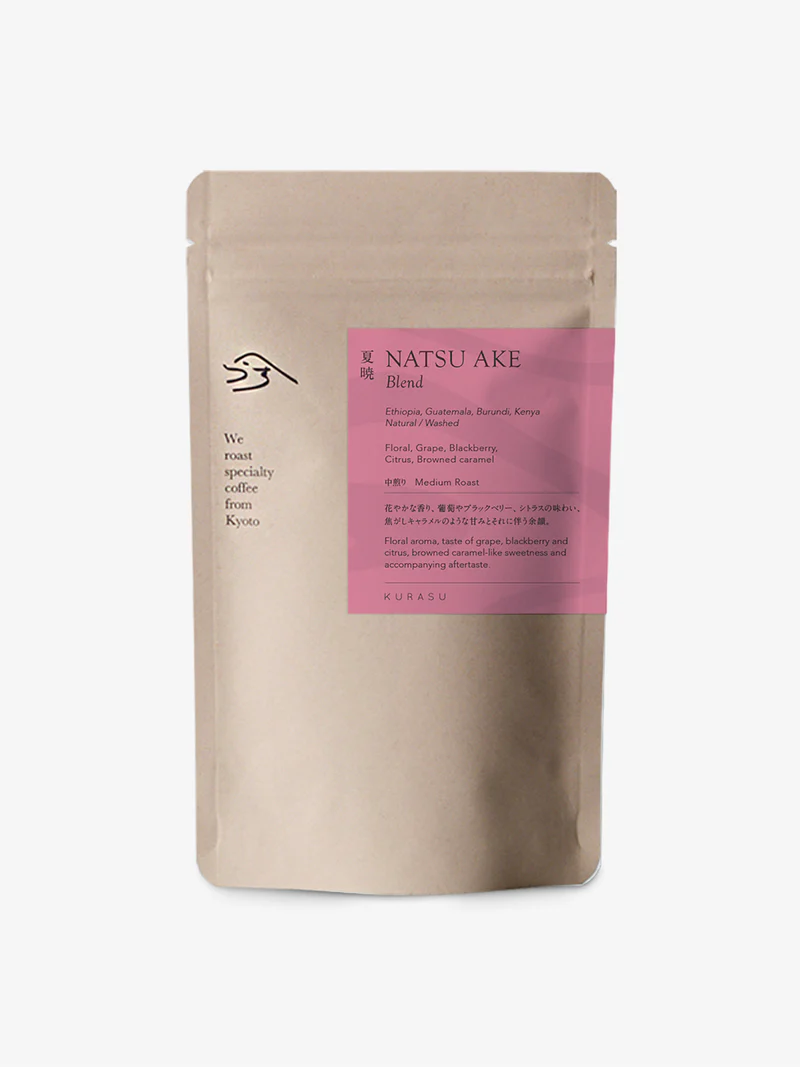 We
roast
specialty
coffee
from
Kyoto
夏暁
NATSU AKE
Blend
Ethiopia, Guatemala, Burundi, Kenya
Natural / Washed
Floral, Grape, Blackberry,
Citrus, Browned caramel
中煎り Medium Roast
花やかな香り、葡萄やブラックベリー、シトラスの味わい。
焦がしキャラメルのような甘みとそれに伴う余韻。
Floral aroma, taste of grape, blackberry and
citrus, browned caramel-like sweetness and
accompanying aftertaste.
KURASU